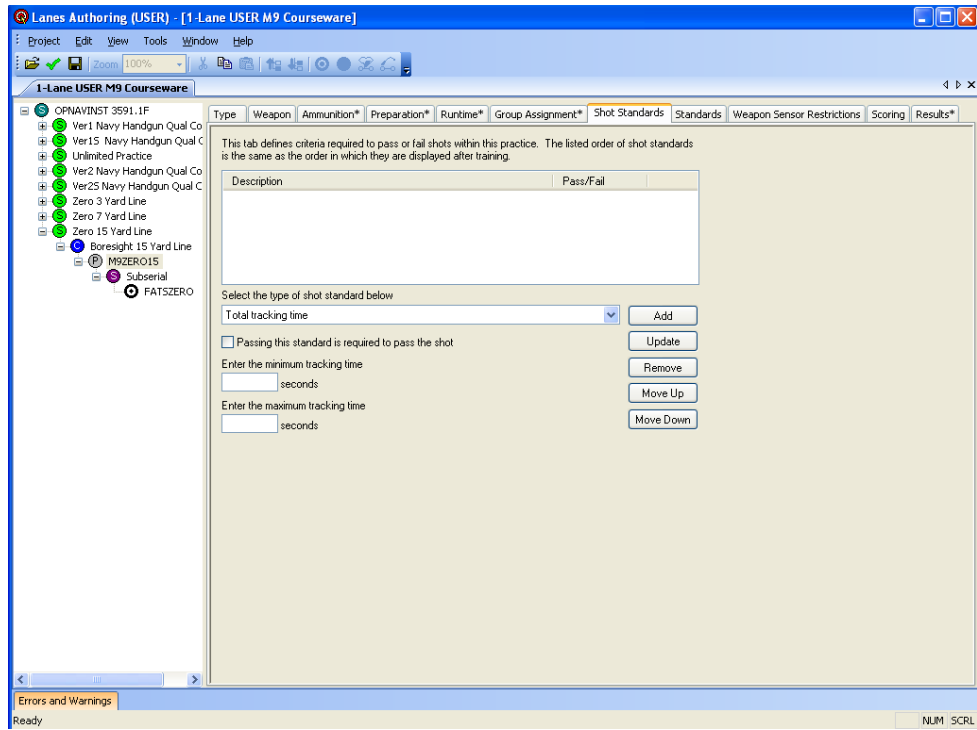 Lanes Authoring (USER) - [1-Lane USER M9 Courseware]
Project Edit View Tools Window Help
Zoom 100%
1-Lane USER M9 Courseware
OPNAVINST 3591.1F
Ver1 Navy Handgun Qual Co
Ver1S Navy Handgun Qual C
Unlimited Practice
Ver2 Navy Handgun Qual Co
Ver2S Navy Handgun Qual C
Zero 3 Yard Line
Zero 7 Yard Line
Zero 15 Yard Line
Boresight 15 Yard Line
M9ZERO15
Subserial
FATSZERO
Type Weapon Ammunition* Preparation* Runtime* Group Assignment* Shot Standards Standards Weapon Sensor Restrictions Scoring Results*
This tab defines criteria required to pass or fail shots within this practice. The listed order of shot standards
is the same as the order in which they are displayed after training.
Description Pass/Fail
Select the type of shot standard below
Total tracking time Add
Passing this standard is required to pass the shot Update
Enter the minimum tracking time Remove
seconds
Move Up
Enter the maximum tracking time
Move Down
seconds
Errors and Warnings
Ready NUM SCRL